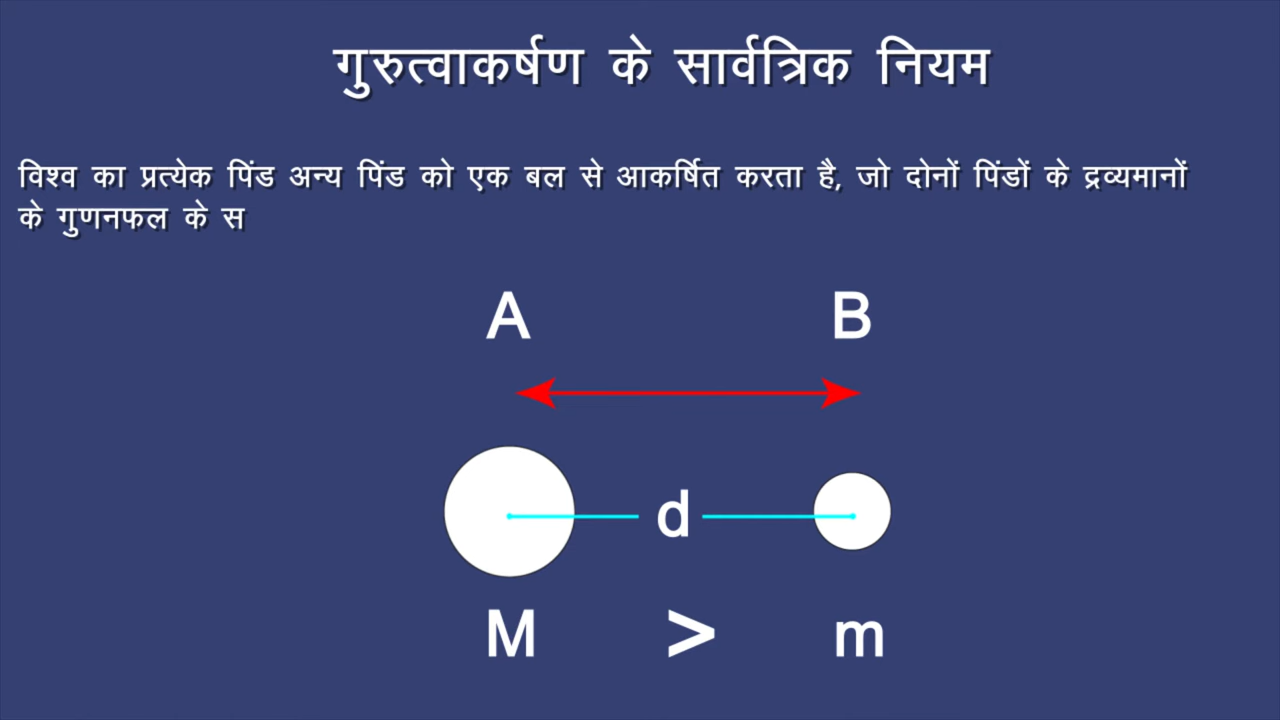 गुरुत्वाकर्षण के सार्वत्रिक नियम
विश्व का प्रत्येक पिंड अन्य पिंड को एक बल से आकर्षित करता है, जो दोनों पिंडों के द्रव्यमानों
के गुणनफल के स
A B
d
M > m